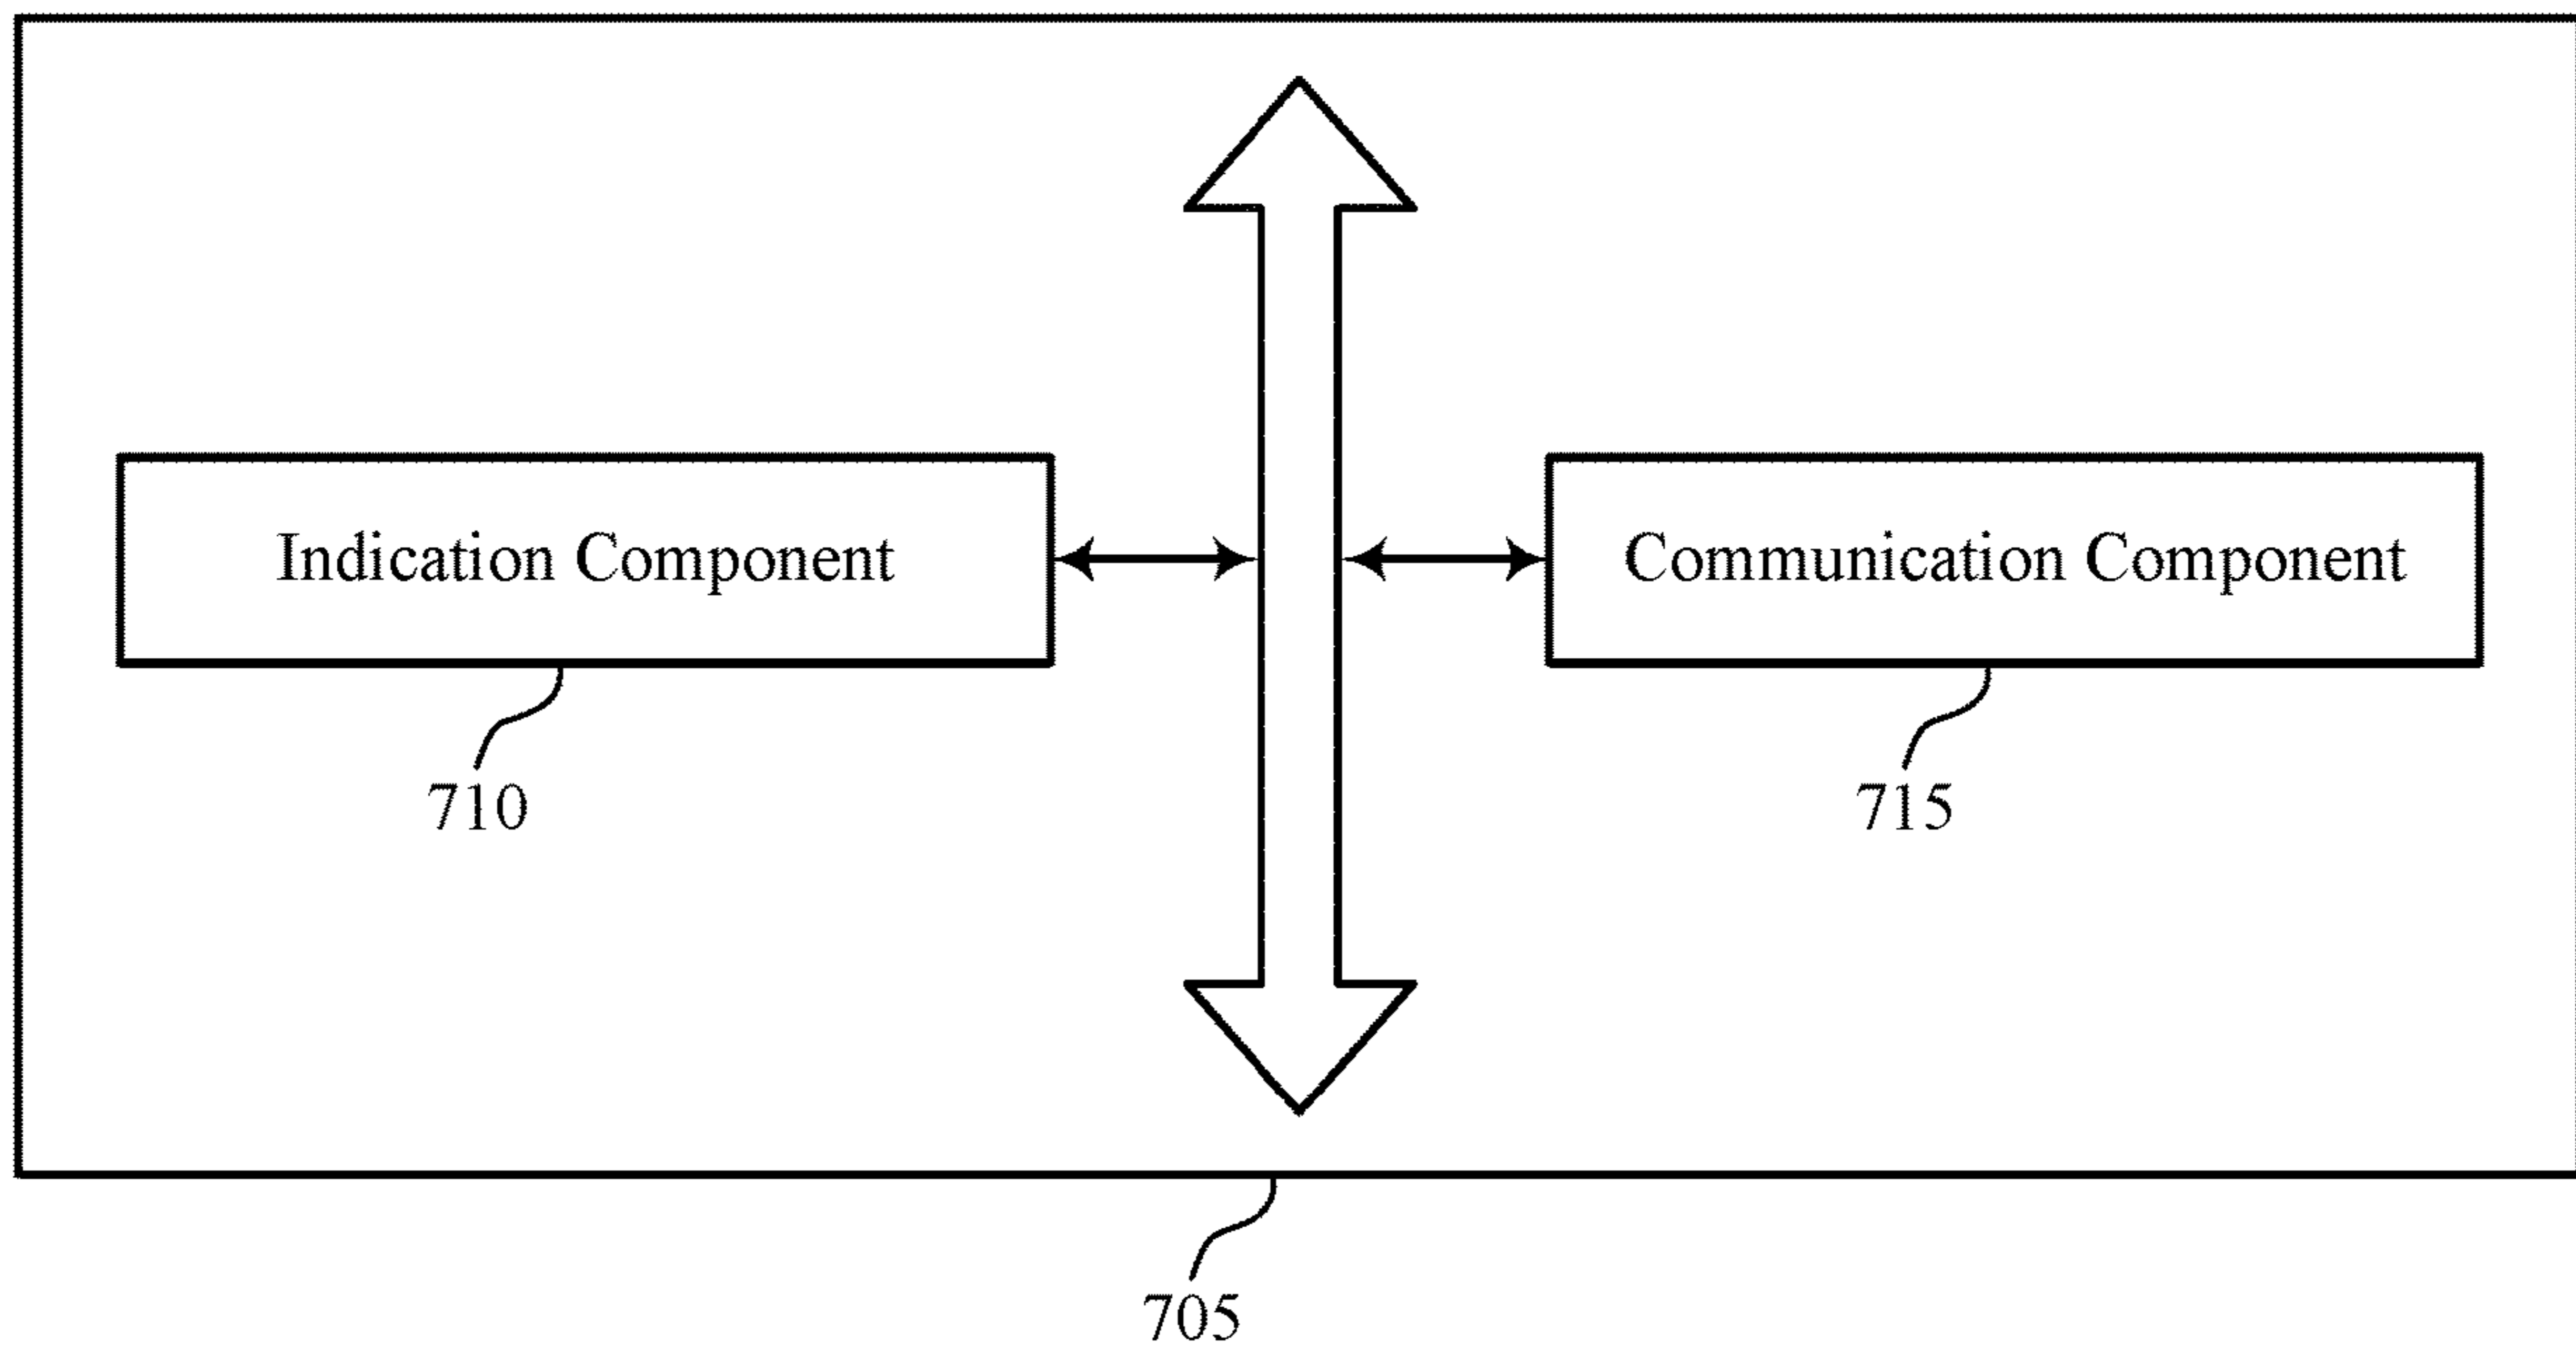 Indication Component
Communication Component
710
715
705